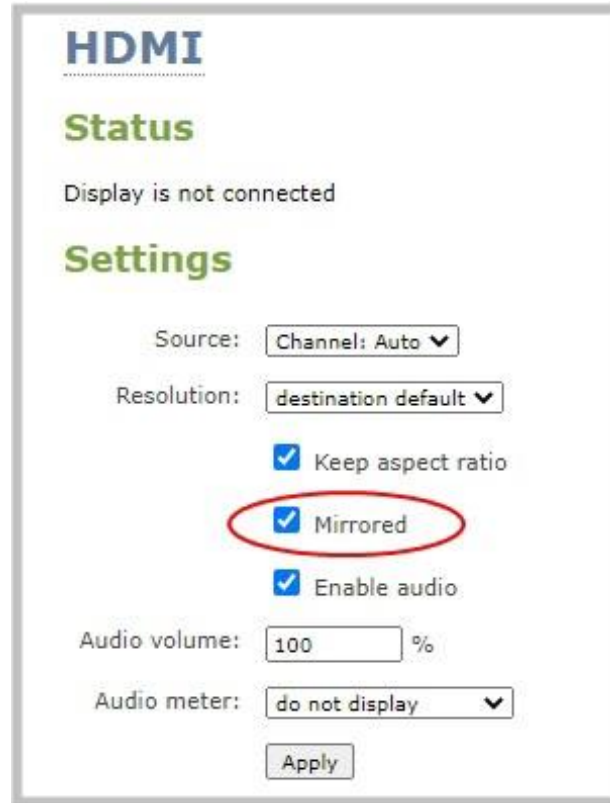 HDMI
Status
Display is not connected
Settings
Source: Channel: Auto
Resolution: destination default
Keep aspect ratio
Mirrored
Enable audio
Audio volume: 100 %
Audio meter: do not display
Apply